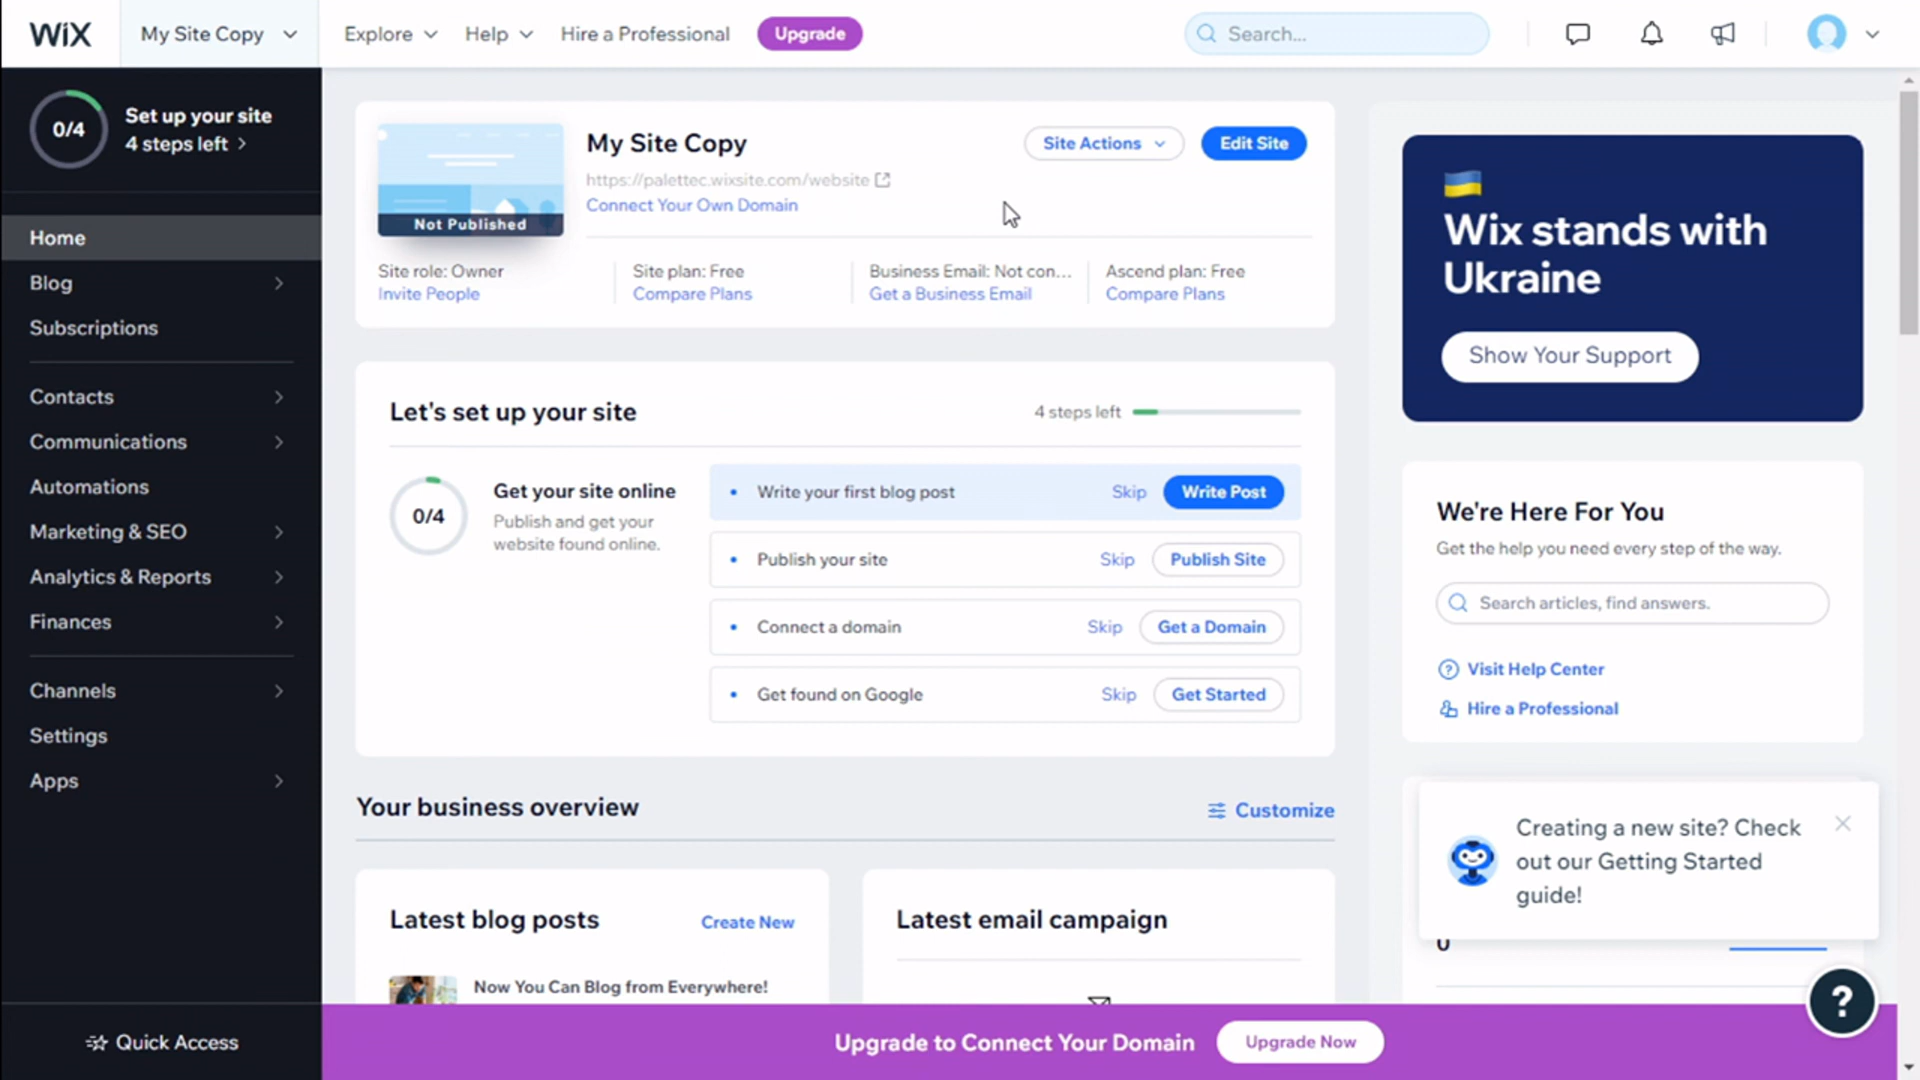 WiX
My Site Copy
Explore
Help
Hire a Professional
Upgrade
Search...
0/4
Set up your site
4 steps left
Home
Blog
Subscriptions
Contacts
Communications
Automations
Marketing & SEO
Analytics & Reports
Finances
Channels
Settings
Apps
Quick Access
Not Published
My Site Copy
https://palettec.wixsite.com/website
Connect Your Own Domain
Site Actions
Edit Site
Site role: Owner
Invite People
Site plan: Free
Compare Plans
Business Email: Not con...
Get a Business Email
Ascend plan: Free
Compare Plans
Let's set up your site
4 steps left
0/4
Get your site online
Publish and get your
website found online.
Write your first blog post
Skip
Write Post
Publish your site
Skip
Publish Site
Connect a domain
Skip
Get a Domain
Get found on Google
Skip
Get Started
Your business overview
Customize
Latest blog posts
Create New
Now You Can Blog from Everywhere!
Latest email campaign
Wix stands with
Ukraine
Show Your Support
We're Here For You
Get the help you need every step of the way.
Search articles, find answers.
? Visit Help Center
Hire a Professional
Creating a new site? Check
out our Getting Started
guide!
0
?
Upgrade to Connect Your Domain
Upgrade Now